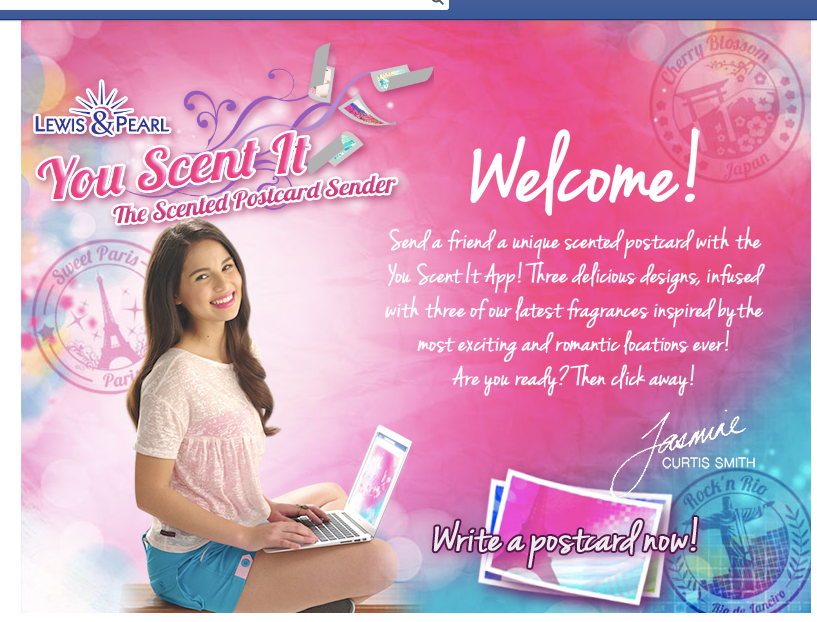 Cherry Blossom
Japan
LEWIS & PEARL
You Scent It
The Scented Postcard Sender
Welcome!
Send a friend a unique scented postcard with the
You Scent It App! Three delicious designs, infused
with three of our latest fragrances inspired by the
most exciting and romantic locations ever!
Are you ready? Then click away!
Sweet Paris
Paris
Jasmine
CURTIS SMITH
Write a postcard now!
Rock'n Rio
Rio de Janeiro